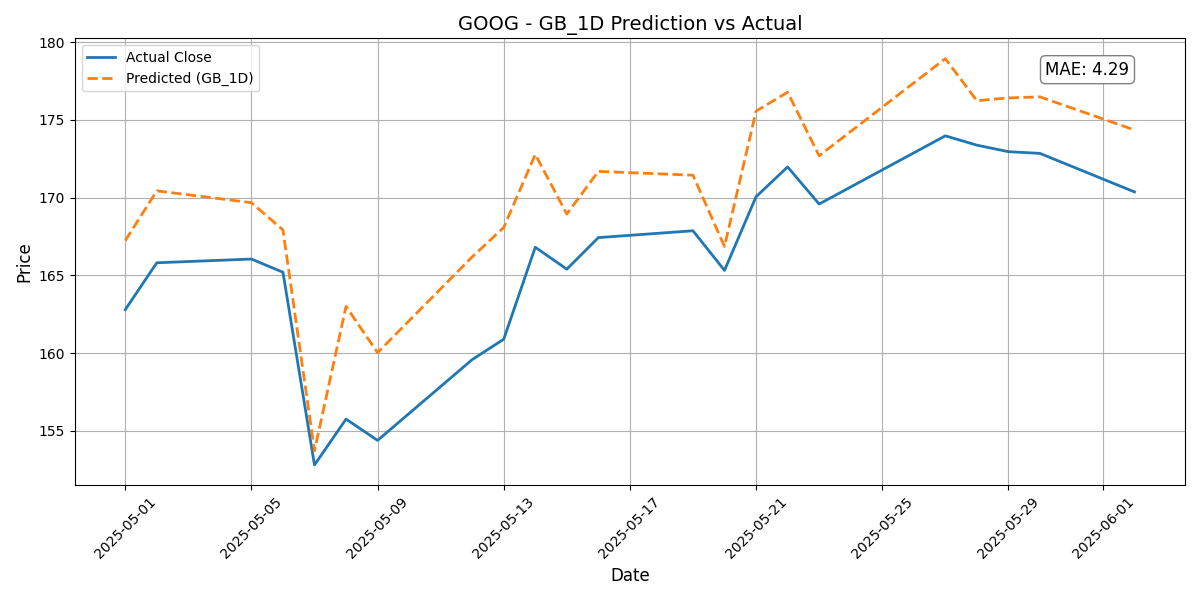 GOOG - GB_1D Prediction vs Actual
Actual Close
Predicted (GB_1D)
MAE: 4.29
Price
180
175
170
165
160
155
2025-05-01
2025-05-05
2025-05-09
2025-05-13
2025-05-17
2025-05-21
2025-05-25
2025-05-29
2025-06-01
Date